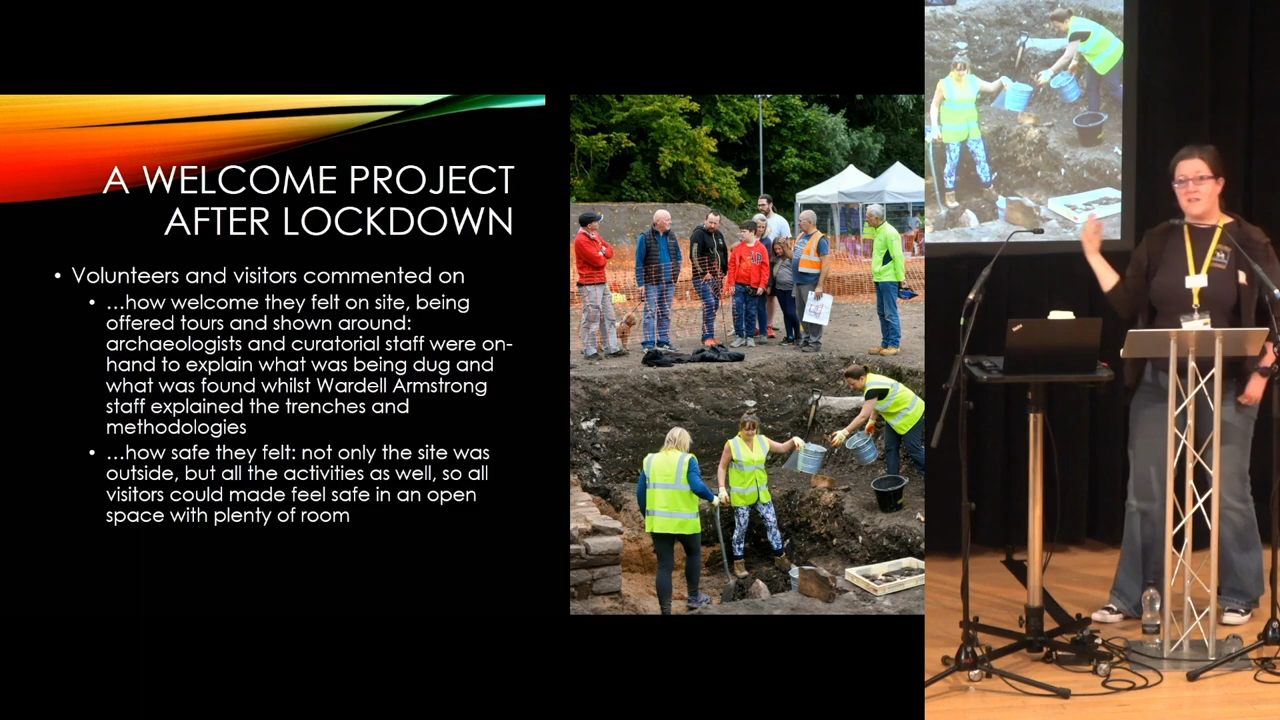 A WELCOME PROJECT
AFTER LOCKDOWN
• Volunteers and visitors commented on
• …how welcome they felt on site, being
offered tours and shown around:
archaeologists and curatorial staff were on-
hand to explain what was being dug and
what was found whilst Wardell Armstrong
staff explained the trenches and
methodologies
• …how safe they felt: not only the site was
outside, but all the activities as well, so all
visitors could made feel safe in an open
space with plenty of room